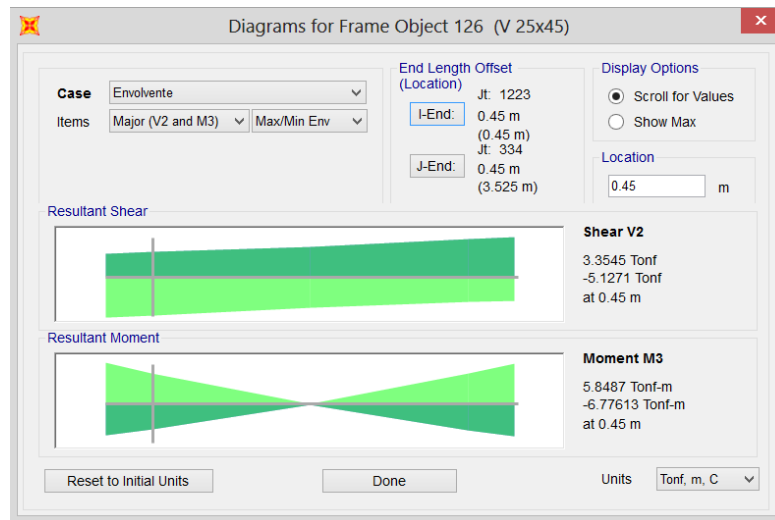 Diagrams for Frame Object 126 (V 25x45)
x
Case
Envolvente
Items
Major (V2 and M3)
Max/Min Env
End Length Offset
(Location)
Jt: 1223
I-End:
0.45 m
(0.45 m)
Jt: 334
J-End:
0.45 m
(3.525 m)
Display Options
Scroll for Values
Show Max
Location
0.45
m
Resultant Shear
Shear V2
3.3545 Tonf
-5.1271 Tonf
at 0.45 m
Resultant Moment
Moment M3
5.8487 Tonf-m
-6.77613 Tonf-m
at 0.45 m
Reset to Initial Units
Done
Units
Tonf, m, C